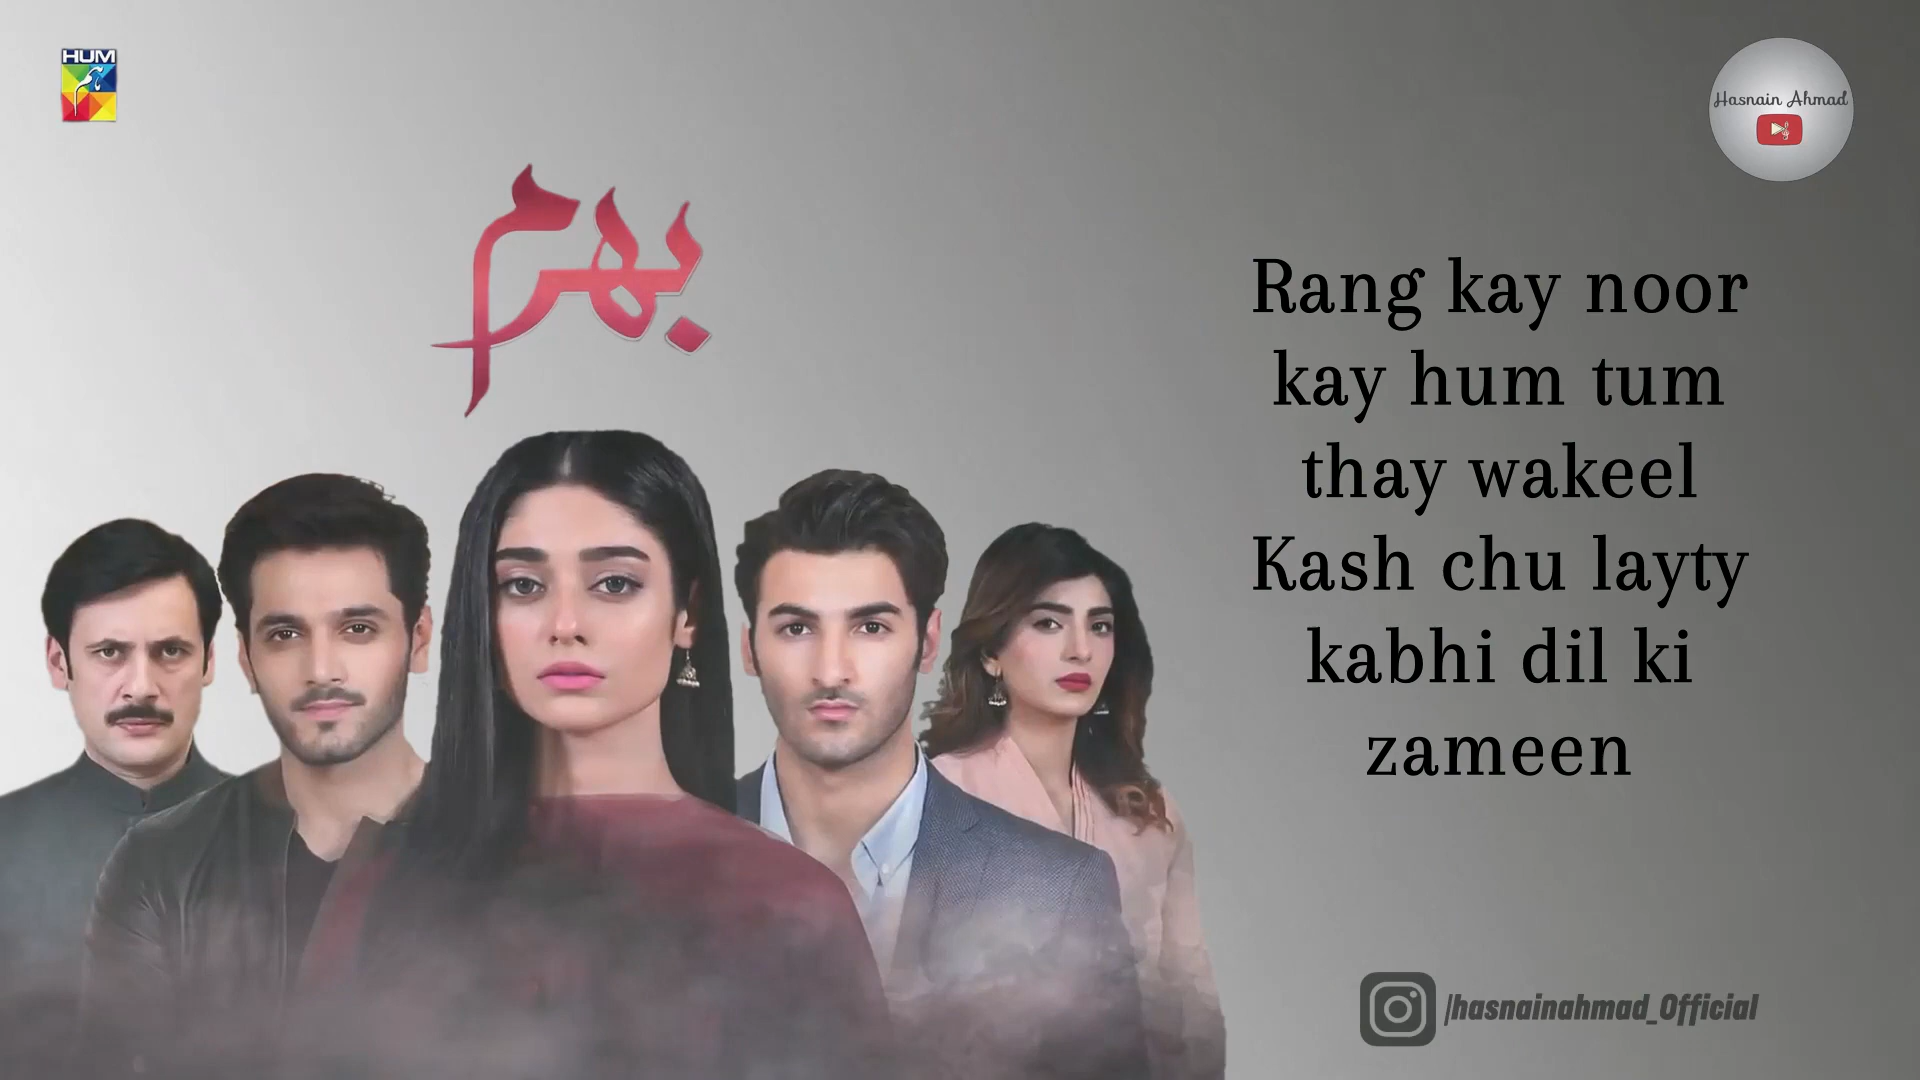 HUM
ہم
Hasnain Ahmad
بھرم
Rang kay noor
kay hum tum
thay wakeel
Kash chu layty
kabhi dil ki
zameen
/hasnainahmad_Official